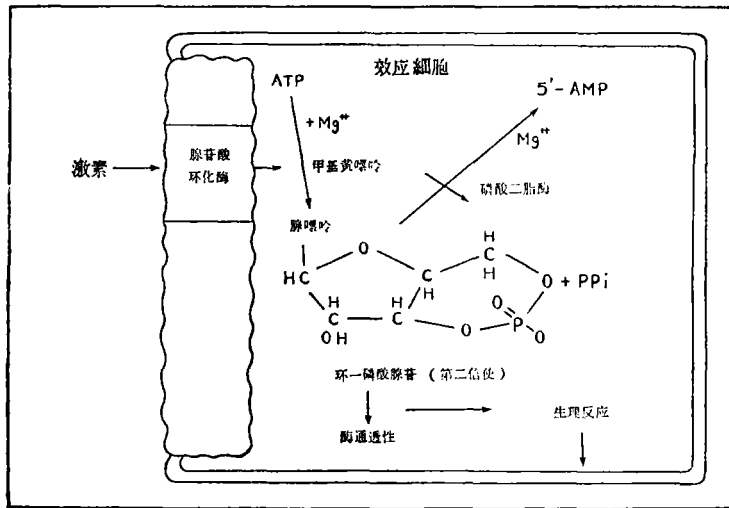 效应細胞
ATP
5'-AMP
+Mg⁺⁺
Mg⁺⁺
激素
腺苷酸
环化酶
甲基黄嘌呤
磷酸二脂酶
腺嘌呤
H
O
C
H
HC
C
H
O + PPi
H
C
OH
C
H
O
P
O
O
环一磷酸腺苷 (第二信使)
酶通透性
生理反应